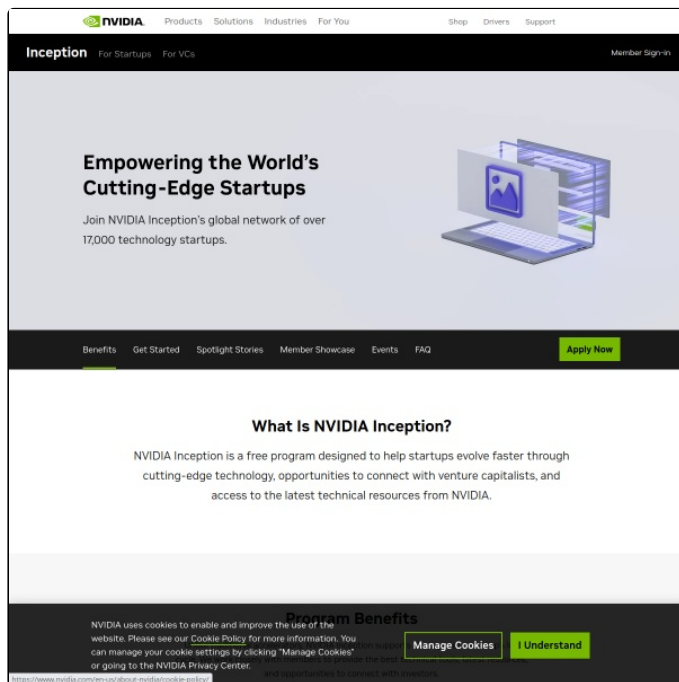 NVIDIA. Products Solutions Industries For You Shop Drivers Support
Inception For Startups For VCs Member Sign-in
Empowering the World's
Cutting-Edge Startups
Join NVIDIA Inception's global network of over
17,000 technology startups.
Benefits Get Started Spotlight Stories Member Showcase Events FAQ Apply Now
What Is NVIDIA Inception?
NVIDIA Inception is a free program designed to help startups evolve faster through
cutting-edge technology, opportunities to connect with venture capitalists, and
access to the latest technical resources from NVIDIA.
Program Benefits
NVIDIA uses cookies to enable and improve the use of the
website. Please see our Cookie Policy for more information. You
can manage your cookie settings by clicking "Manage Cookies"
or going to the NVIDIA Privacy Center.
Manage Cookies I Understand
and opportunities to connect with investors.
https://www.nvidia.com/en-us/about-nvidia/cookie-policy/